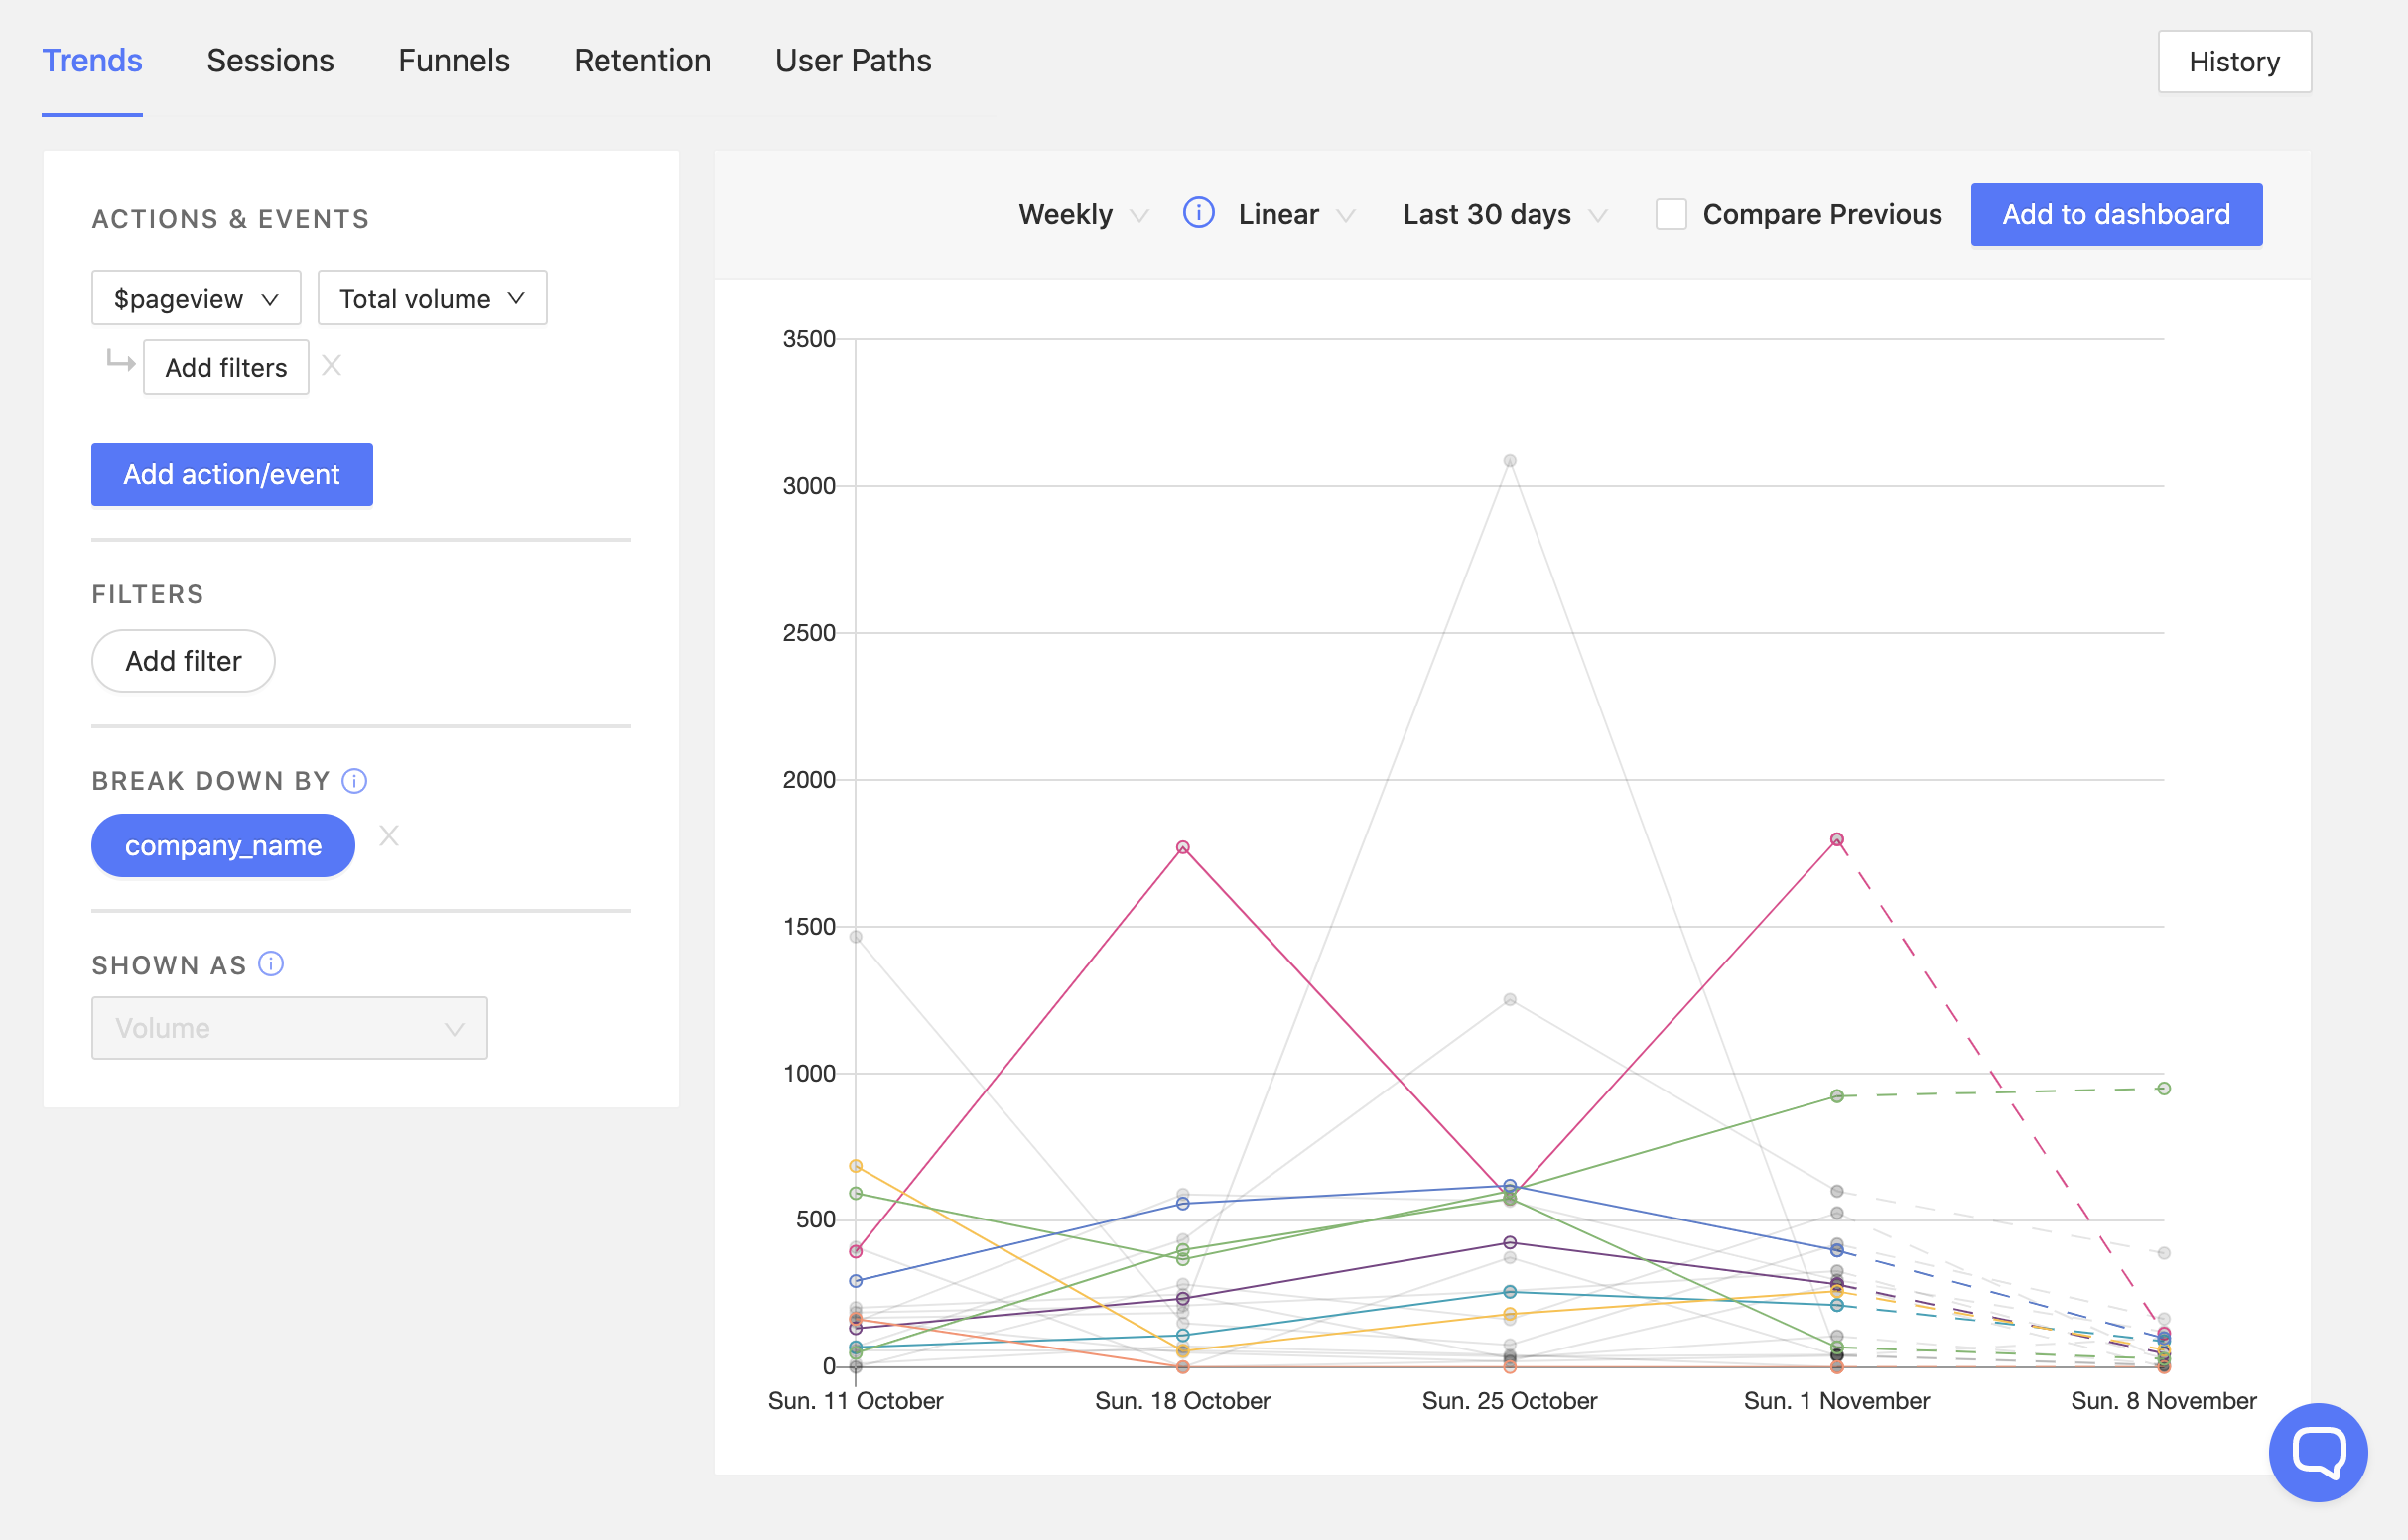 Trends Sessions Funnels Retention User Paths History
ACTIONS & EVENTS
$pageview Total volume
Add filters
Add action/event
FILTERS
Add filter
BREAK DOWN BY
company_name
SHOWN AS
Volume
Weekly Linear Last 30 days Compare Previous Add to dashboard
3500
3000
2500
2000
1500
1000
500
0
Sun. 11 October Sun. 18 October Sun. 25 October Sun. 1 November Sun. 8 November